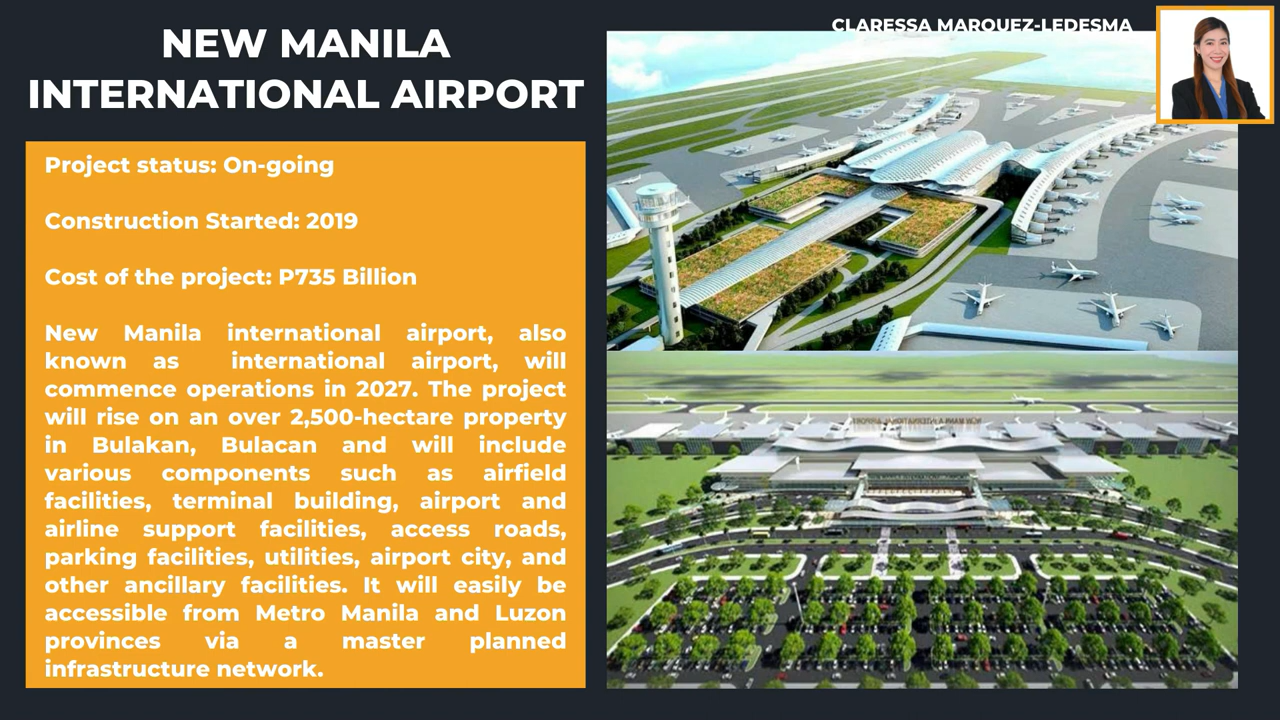 NEW MANILA
INTERNATIONAL AIRPORT
CLARESSA MARQUEZ-LEDESMA
Project status: On-going
Construction Started: 2019
Cost of the project: P735 Billion
New Manila international airport, also
known as international airport, will
commence operations in 2027. The project
will rise on an over 2,500-hectare property
in Bulakan, Bulacan and will include
various components such as airfield
facilities, terminal building, airport and
airline support facilities, access roads,
parking facilities, utilities, airport city, and
other ancillary facilities. It will easily be
accessible from Metro Manila and Luzon
provinces via a master planned
infrastructure network.